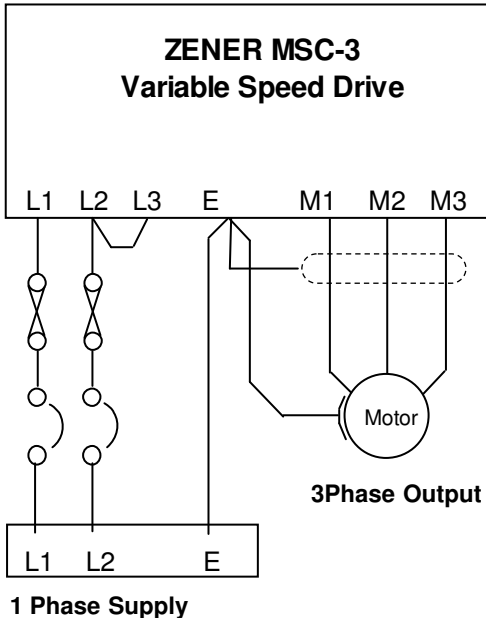 ZENER MSC-3
Variable Speed Drive
L1 L2 L3 E M1 M2 M3
Motor
3Phase Output
L1 L2 E
1 Phase Supply